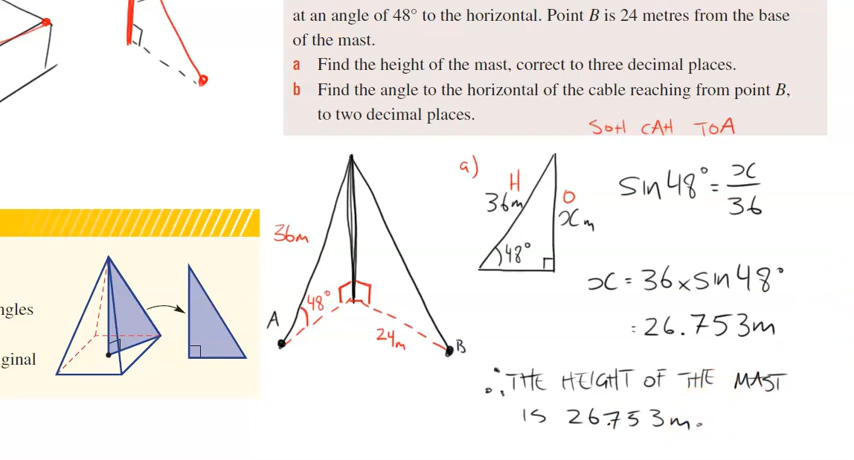 at an angle of 48° to the horizontal. Point B is 24 metres from the base
of the mast.
a Find the height of the mast, correct to three decimal places.
b Find the angle to the horizontal of the cable reaching from point B,
to two decimal places.
SOH CAH TOA
a)
H
36m
O
x m
48°
sin 48° = x/36
36m
A
48°
24m
B
x = 36 × sin 48°
= 26.753m
∴ THE HEIGHT OF THE MAST
IS 26.753m.
ngles
ginal